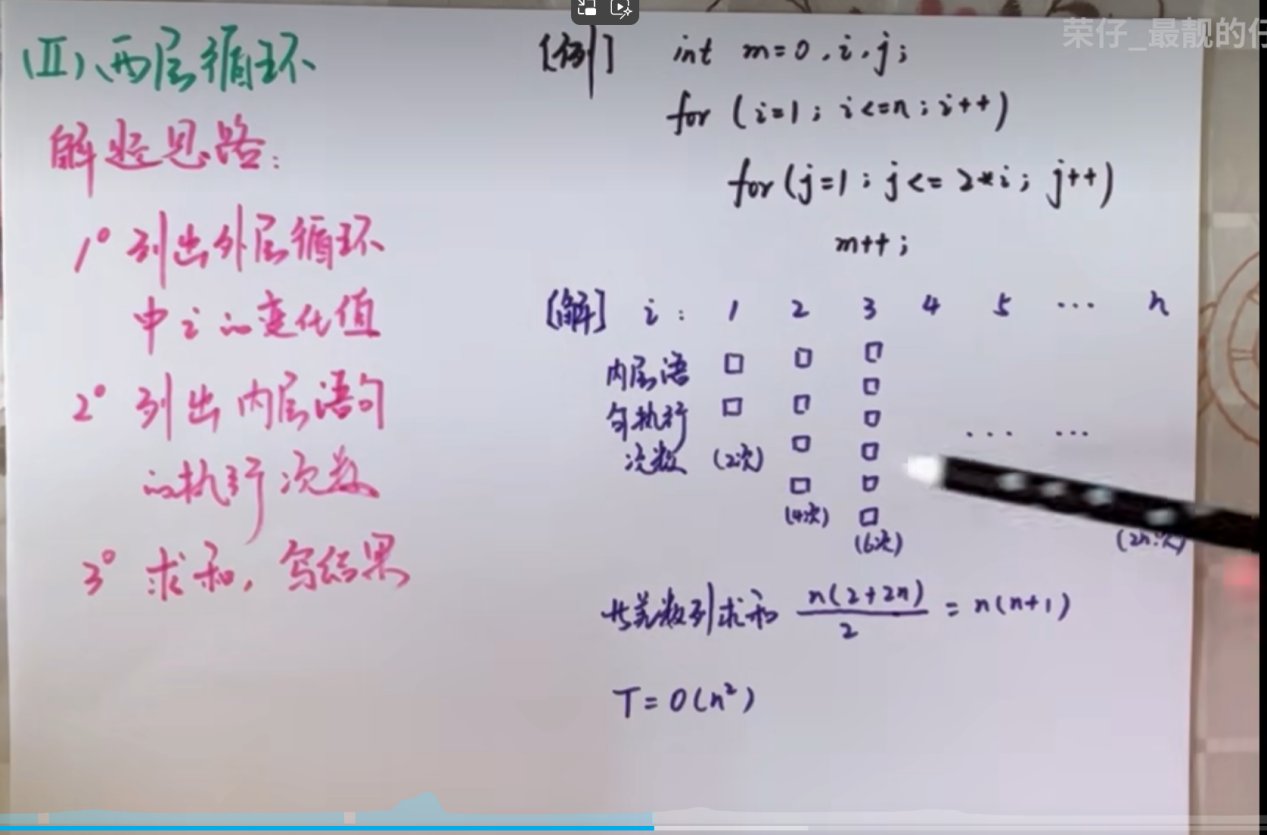 荣仔_最靓的仔
(II)、两层循环
解题思路:
1° 列出外层循环
中 i 的变化值
2° 列出内层语句
的执行次数
3° 求和,写结果
[例] int m=0,i,j;
for (i=1; i<=n; i++)
for (j=1; j<=2*i; j++)
m++;
[解] i: 1 2 3 4 5 ... n
内层语
句执行
次数 (2次) (4次) (6次) ... ... (2n次)
等差数列求和 n(2+2n)/2 = n(n+1)
T=O(n²)